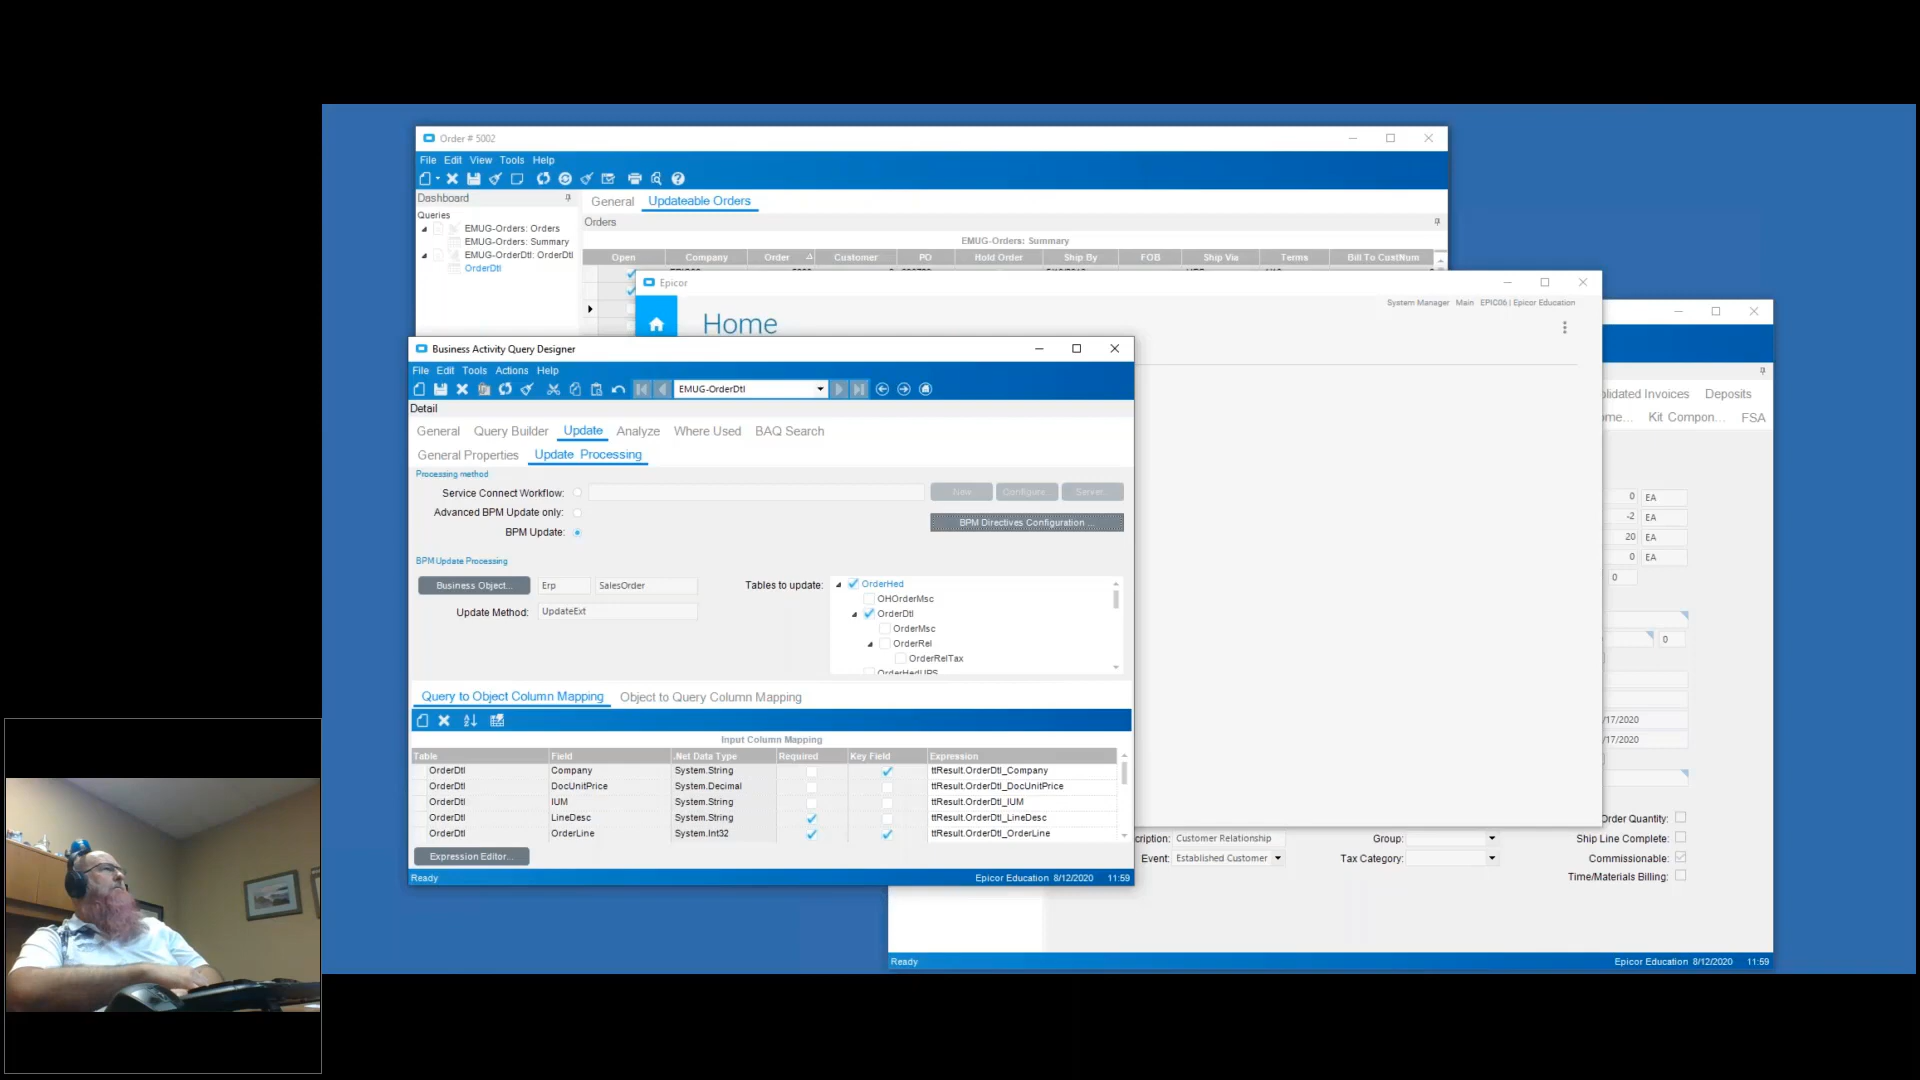 Order # 5002
File Edit View Tools Help
Dashboard
Queries
EMUG-Orders: Orders
EMUG-Orders: Summary
EMUG-OrderDtl: OrderDtl
OrderDtl
General Updateable Orders
Orders
EMUG-Orders: Summary
Open Company Order Customer PO Hold Order Ship By FOB Ship Via Terms Bill To CustNum
Epicor
System Manager Main EPIC06 | Epicor Education
Home
Business Activity Query Designer
File Edit Tools Actions Help
EMUG-OrderDtl
Detail
General Query Builder Update Analyze Where Used BAQ Search
General Properties Update Processing
Processing method
Service Connect Workflow: New... Configure... Server...
Advanced BPM Update only:
BPM Directives Configuration ...
BPM Update:
BPM Update Processing
Business Object... Erp SalesOrder
Update Method: UpdateExt
Tables to update:
OrderHed
OHOrderMsc
OrderDtl
OrderMsc
OrderRel
OrderRelTax
OrderHedUPS
Query to Object Column Mapping Object to Query Column Mapping
Input Column Mapping
Table Field .Net Data Type Required Key Field Expression
OrderDtl Company System.String ttResult.OrderDtl_Company
OrderDtl DocUnitPrice System.Decimal ttResult.OrderDtl_DocUnitPrice
OrderDtl IUM System.String ttResult.OrderDtl_IUM
OrderDtl LineDesc System.String ttResult.OrderDtl_LineDesc
OrderDtl OrderLine System.Int32 ttResult.OrderDtl_OrderLine
Expression Editor...
Ready Epicor Education 8/12/2020 11:59
lidated Invoices Deposits
me... Kit Compon... FSA
0 EA
-2 EA
20 EA
0 EA
0
0
/17/2020
/17/2020
Order Quantity:
cription: Customer Relationship Group: Ship Line Complete:
Event: Established Customer Tax Category: Commissionable:
Time/Materials Billing:
Ready Epicor Education 8/12/2020 11:59